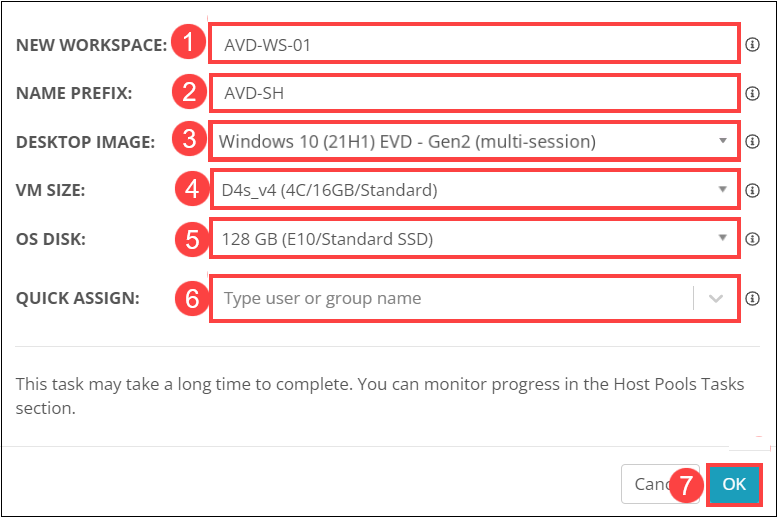 NEW WORKSPACE: 1 AVD-WS-01
NAME PREFIX: 2 AVD-SH
DESKTOP IMAGE: 3 Windows 10 (21H1) EVD - Gen2 (multi-session)
VM SIZE: 4 D4s_v4 (4C/16GB/Standard)
OS DISK: 5 128 GB (E10/Standard SSD)
QUICK ASSIGN: 6 Type user or group name
This task may take a long time to complete. You can monitor progress in the Host Pools Tasks
section.
7 OK